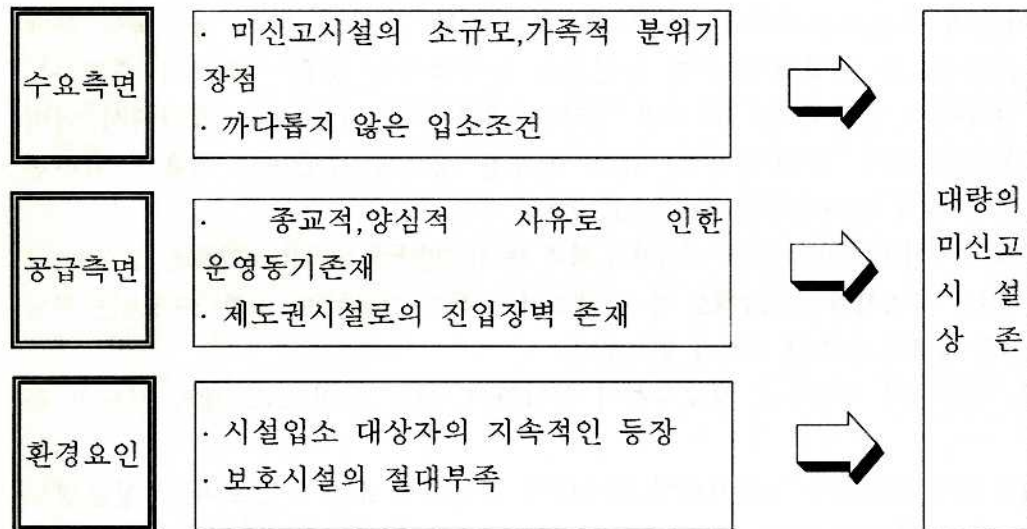 수요측면
· 미신고시설의 소규모,가족적 분위기
장점
· 까다롭지 않은 입소조건
공급측면
· 종교적,양심적 사유로 인한
운영동기존재
· 제도권시설로의 진입장벽 존재
환경요인
· 시설입소 대상자의 지속적인 등장
· 보호시설의 절대부족
대량의
미신고
시 설
상 존